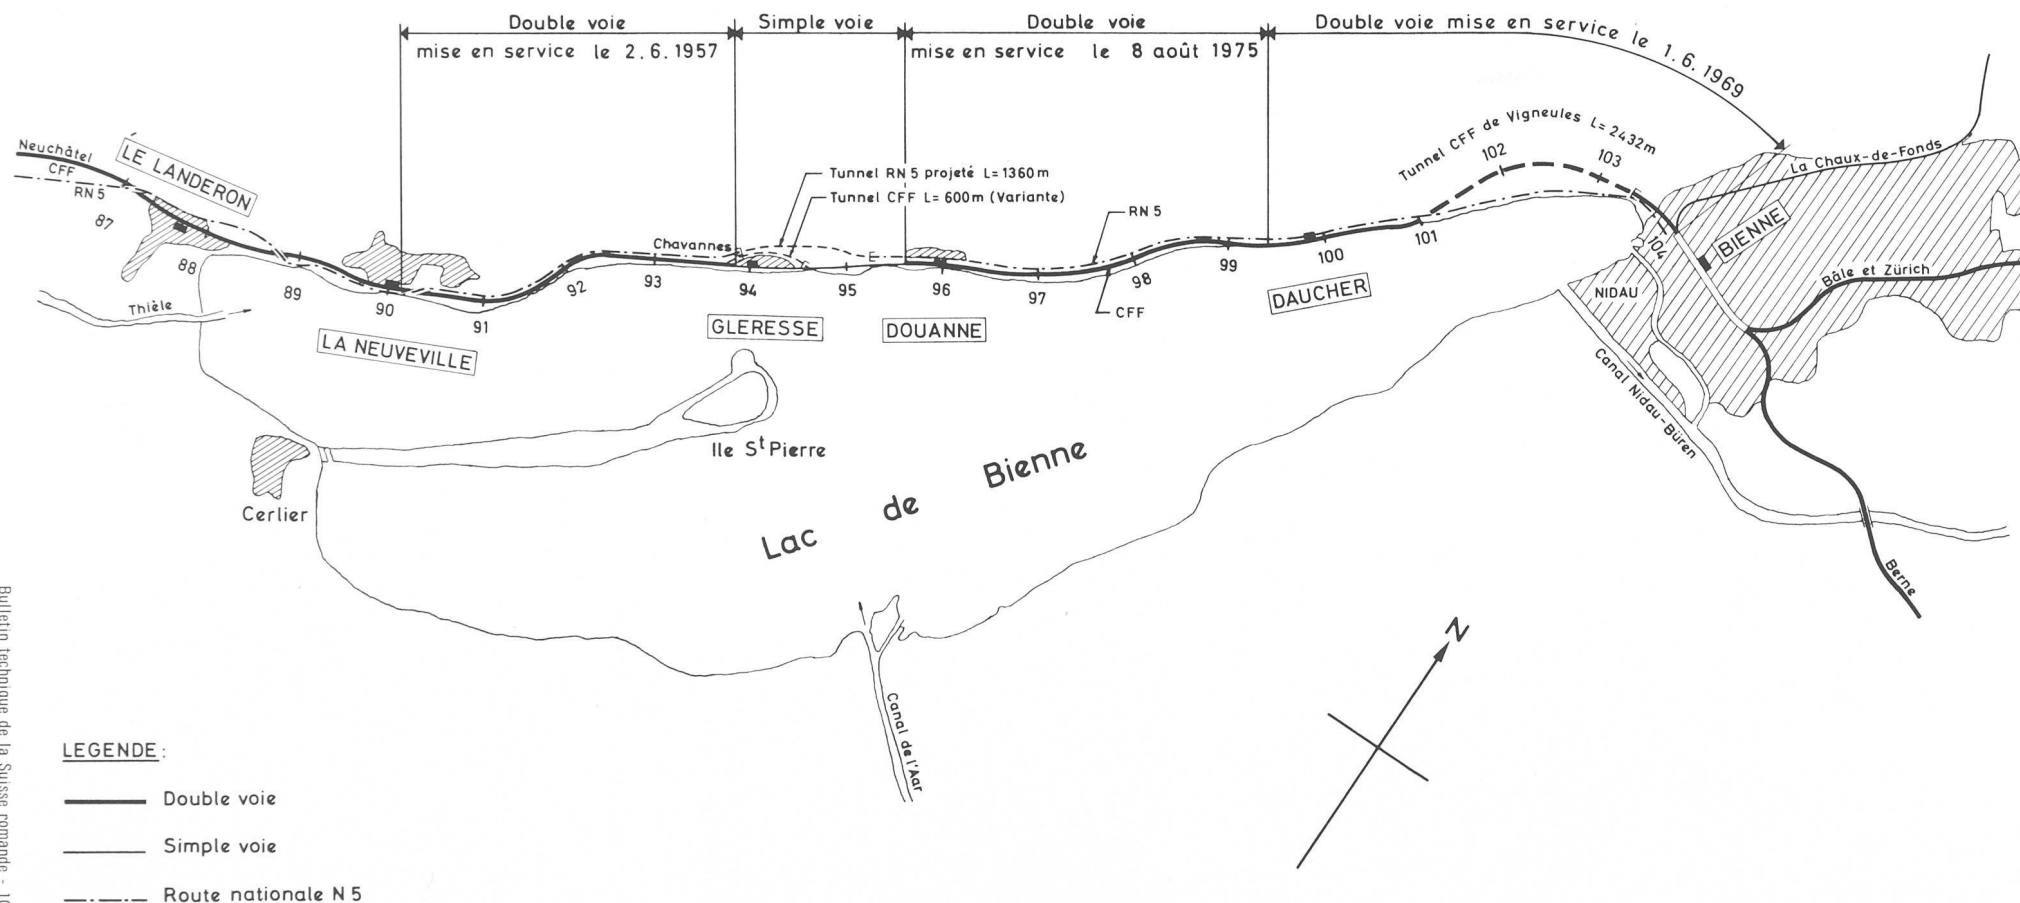 Double voie
mise en service le 2.6.1957
Simple voie
Double voie
mise en service le 8 août 1975
Double voie mise en service le 1.6.1969
Neuchâtel
CFF
RN 5
LE LANDERON
Tunnel RN 5 projeté L= 1360 m
Tunnel CFF L= 600 m (Variante)
Chavannes
RN 5
CFF
Tunnel CFF de Vigneules L= 2432m
La Chaux-de-Fonds
BIENNE
Bâle et Zürich
NIDAU
Canal Nidau-Büren
Berne
87
88
89
90
91
92
93
94
95
96
97
98
99
100
101
102
103
104
Thièle
LA NEUVEVILLE
GLERESSE
DOUANNE
DAUCHER
Ile St Pierre
Cerlier
Lac de Bienne
Canal de l'Aar
N
LEGENDE:
Double voie
Simple voie
Route nationale N 5
Bulletin technique de la Suisse romande -